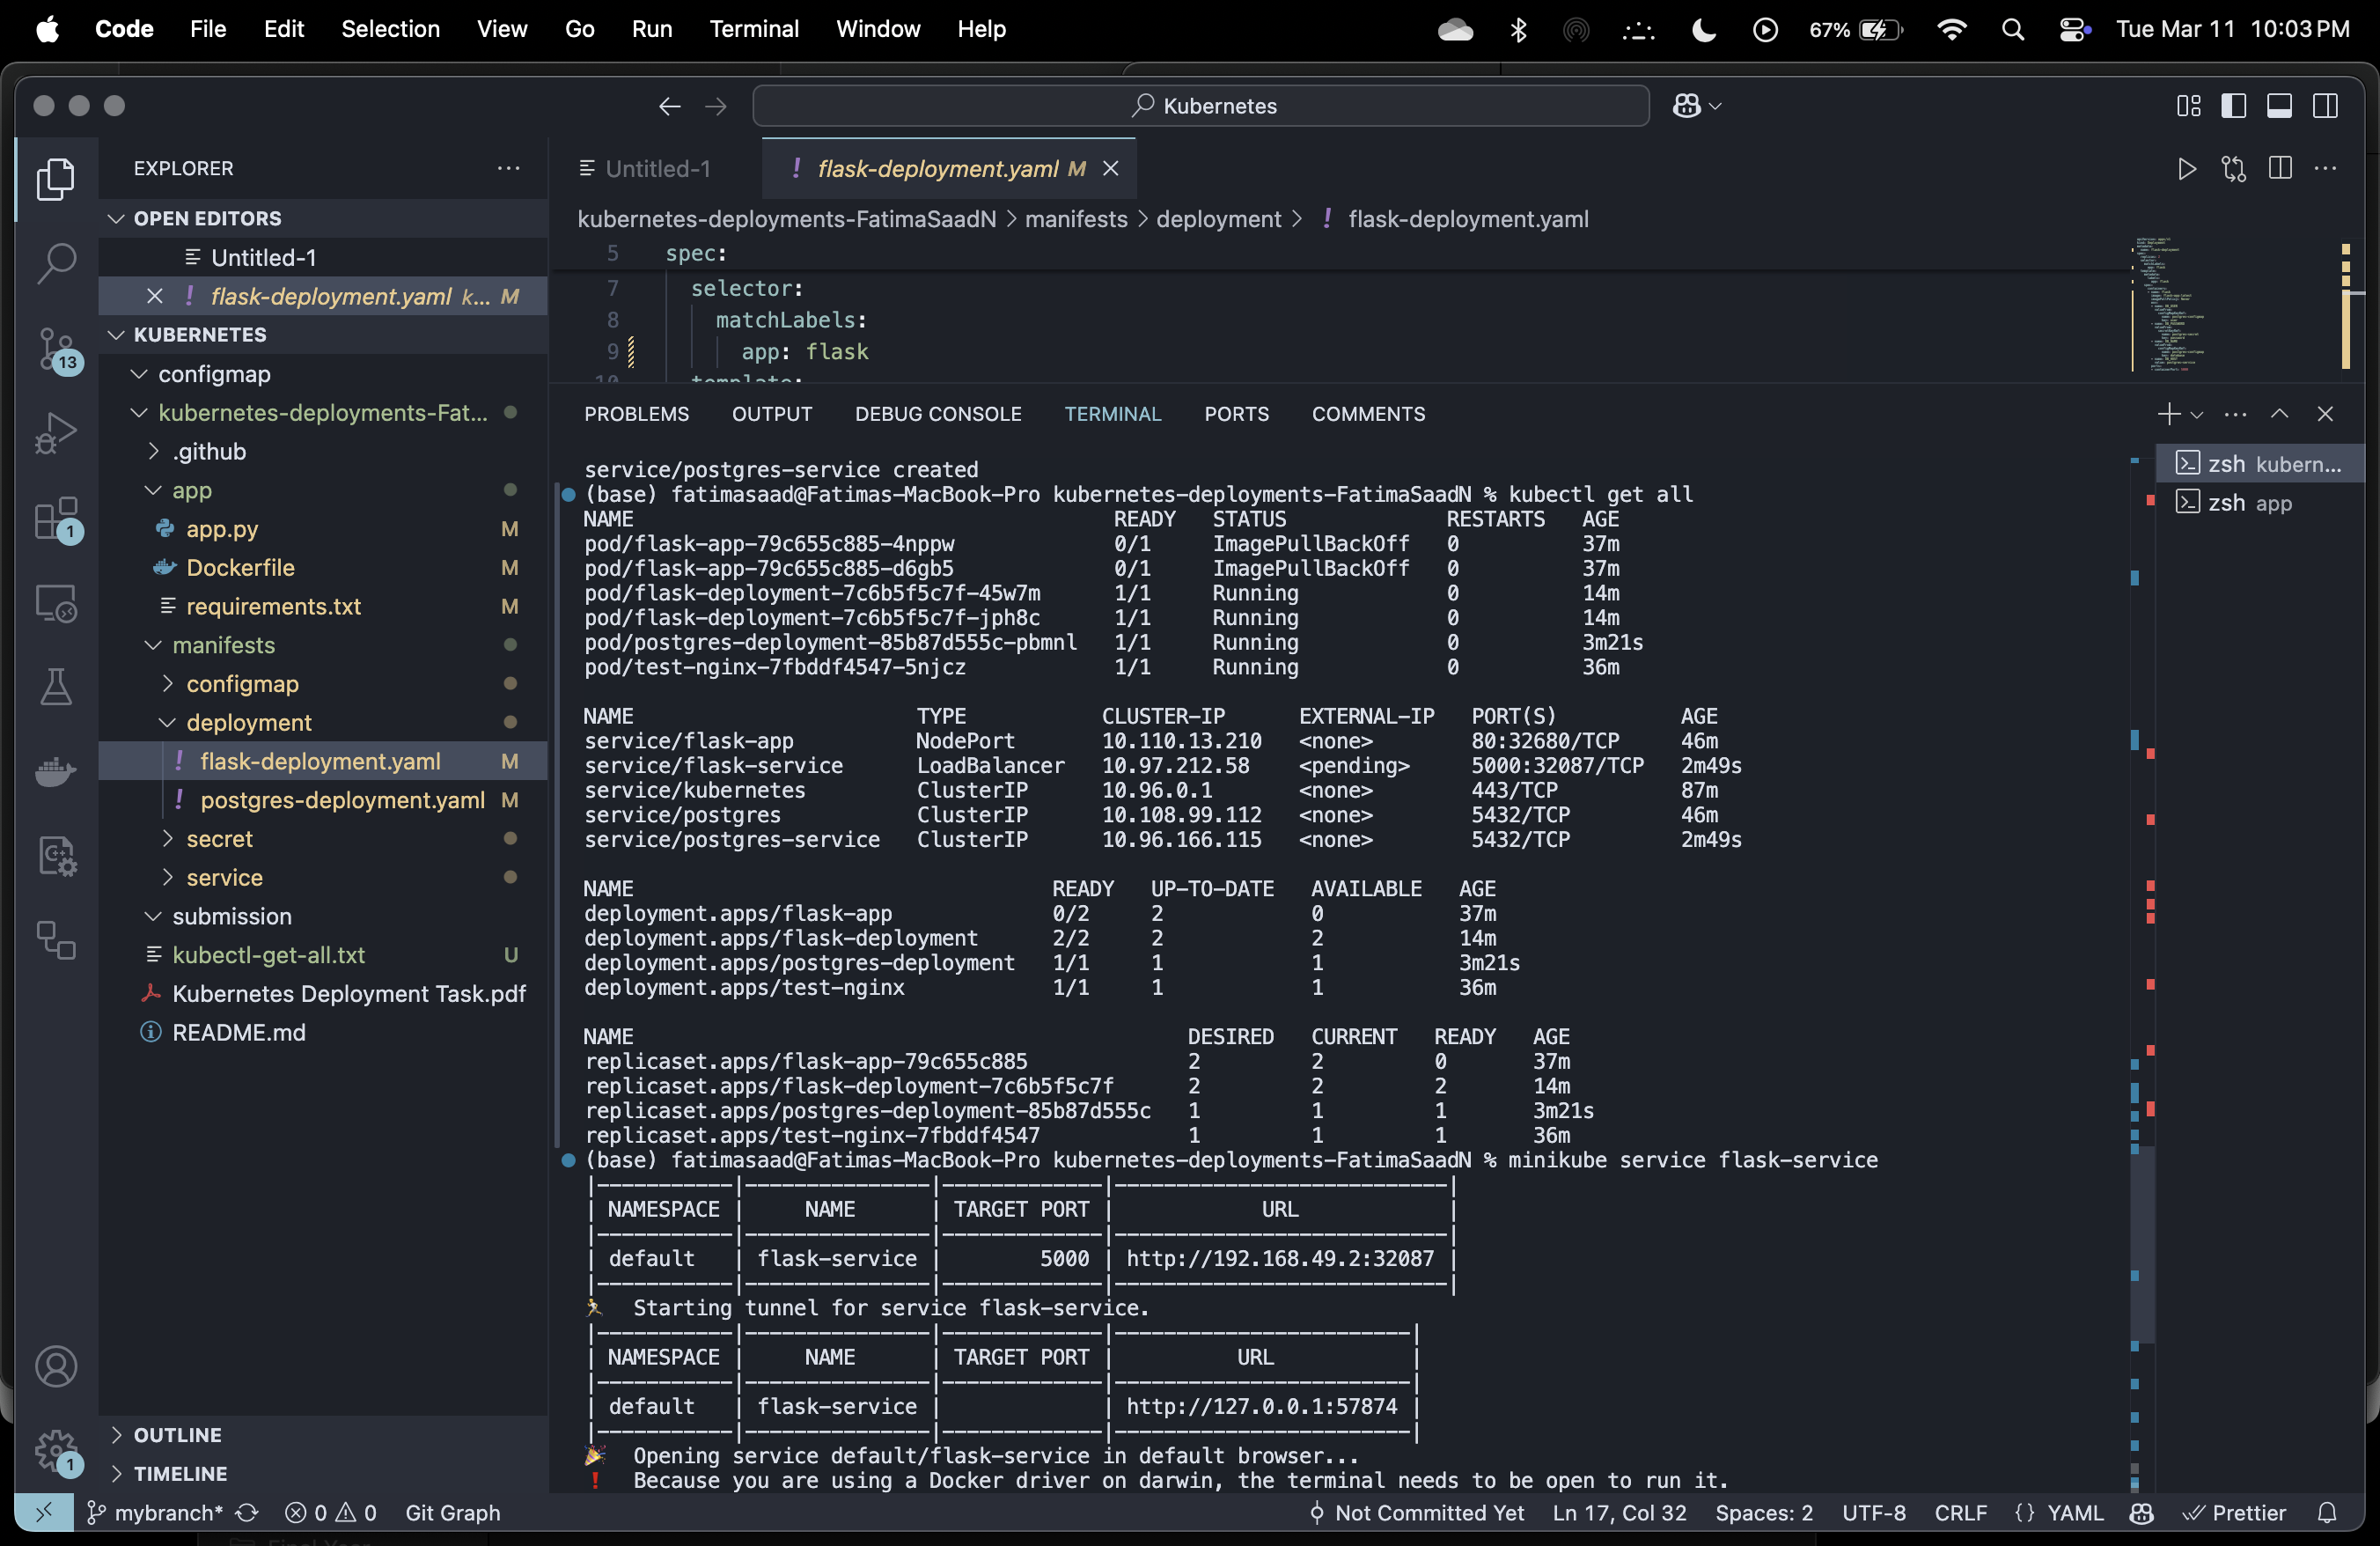 Code File Edit Selection View Go Run Terminal Window Help 67% Tue Mar 11 10:03 PM
Kubernetes
EXPLORER
OPEN EDITORS
Untitled-1
flask-deployment.yaml k... M
KUBERNETES
configmap
kubernetes-deployments-Fat...
.github
app
app.py M
Dockerfile M
requirements.txt M
manifests
configmap
deployment
flask-deployment.yaml M
postgres-deployment.yaml M
secret
service
submission
kubectl-get-all.txt U
Kubernetes Deployment Task.pdf
README.md
OUTLINE
TIMELINE
13
1
1
Untitled-1 flask-deployment.yaml M
kubernetes-deployments-FatimaSaadN > manifests > deployment > ! flask-deployment.yaml
5 spec:
7 selector:
8 matchLabels:
9 app: flask
10 template:
PROBLEMS OUTPUT DEBUG CONSOLE TERMINAL PORTS COMMENTS
zsh kubern...
zsh app
service/postgres-service created
(base) fatimasaad@Fatimas-MacBook-Pro kubernetes-deployments-FatimaSaadN % kubectl get all
NAME READY STATUS RESTARTS AGE
pod/flask-app-79c655c885-4nppw 0/1 ImagePullBackOff 0 37m
pod/flask-app-79c655c885-d6gb5 0/1 ImagePullBackOff 0 37m
pod/flask-deployment-7c6b5f5c7f-45w7m 1/1 Running 0 14m
pod/flask-deployment-7c6b5f5c7f-jph8c 1/1 Running 0 14m
pod/postgres-deployment-85b87d555c-pbmnl 1/1 Running 0 3m21s
pod/test-nginx-7fbddf4547-5njcz 1/1 Running 0 36m
NAME TYPE CLUSTER-IP EXTERNAL-IP PORT(S) AGE
service/flask-app NodePort 10.110.13.210 <none> 80:32680/TCP 46m
service/flask-service LoadBalancer 10.97.212.58 <pending> 5000:32087/TCP 2m49s
service/kubernetes ClusterIP 10.96.0.1 <none> 443/TCP 87m
service/postgres ClusterIP 10.108.99.112 <none> 5432/TCP 46m
service/postgres-service ClusterIP 10.96.166.115 <none> 5432/TCP 2m49s
NAME READY UP-TO-DATE AVAILABLE AGE
deployment.apps/flask-app 0/2 2 0 37m
deployment.apps/flask-deployment 2/2 2 2 14m
deployment.apps/postgres-deployment 1/1 1 1 3m21s
deployment.apps/test-nginx 1/1 1 1 36m
NAME DESIRED CURRENT READY AGE
replicaset.apps/flask-app-79c655c885 2 2 0 37m
replicaset.apps/flask-deployment-7c6b5f5c7f 2 2 2 14m
replicaset.apps/postgres-deployment-85b87d555c 1 1 1 3m21s
replicaset.apps/test-nginx-7fbddf4547 1 1 1 36m
(base) fatimasaad@Fatimas-MacBook-Pro kubernetes-deployments-FatimaSaadN % minikube service flask-service
|-----------|---------------|-------------|---------------------------|
| NAMESPACE | NAME | TARGET PORT | URL |
|-----------|---------------|-------------|---------------------------|
| default | flask-service | 5000 | http://192.168.49.2:32087 |
|-----------|---------------|-------------|---------------------------|
🏃 Starting tunnel for service flask-service.
|-----------|---------------|-------------|------------------------|
| NAMESPACE | NAME | TARGET PORT | URL |
|-----------|---------------|-------------|------------------------|
| default | flask-service | | http://127.0.0.1:57874 |
|-----------|---------------|-------------|------------------------|
🎉 Opening service default/flask-service in default browser...
❗ Because you are using a Docker driver on darwin, the terminal needs to be open to run it.
mybranch* 0 0 Git Graph Not Committed Yet Ln 17, Col 32 Spaces: 2 UTF-8 CRLF {} YAML Prettier